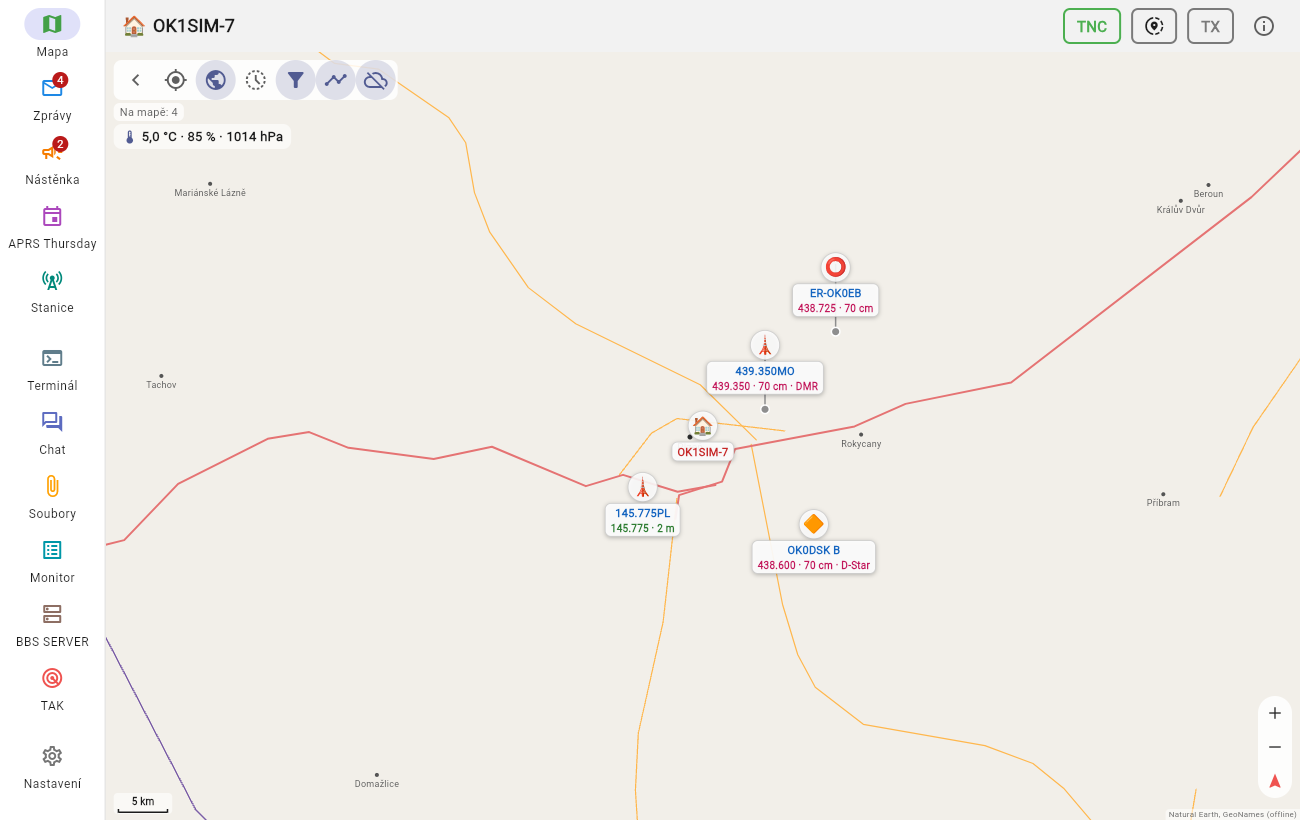 OK1SIM-7
TNC
TX
Mapa
4
Zprávy
2
Nástěnka
APRS Thursday
Stanice
Terminál
Chat
Soubory
Monitor
BBS SERVER
TAK
Nastavení
Na mapě: 4
5,0 °C · 85 % · 1014 hPa
Mariánské Lázně
Beroun
Králův Dvůr
ER-OK0EB
438.725 · 70 cm
439.350MO
439.350 · 70 cm · DMR
Tachov
OK1SIM-7
Rokycany
145.775PL
145.775 · 2 m
Příbram
OK0DSK B
438.600 · 70 cm · D-Star
Domažlice
5 km
+
−
Natural Earth, GeoNames (offline)